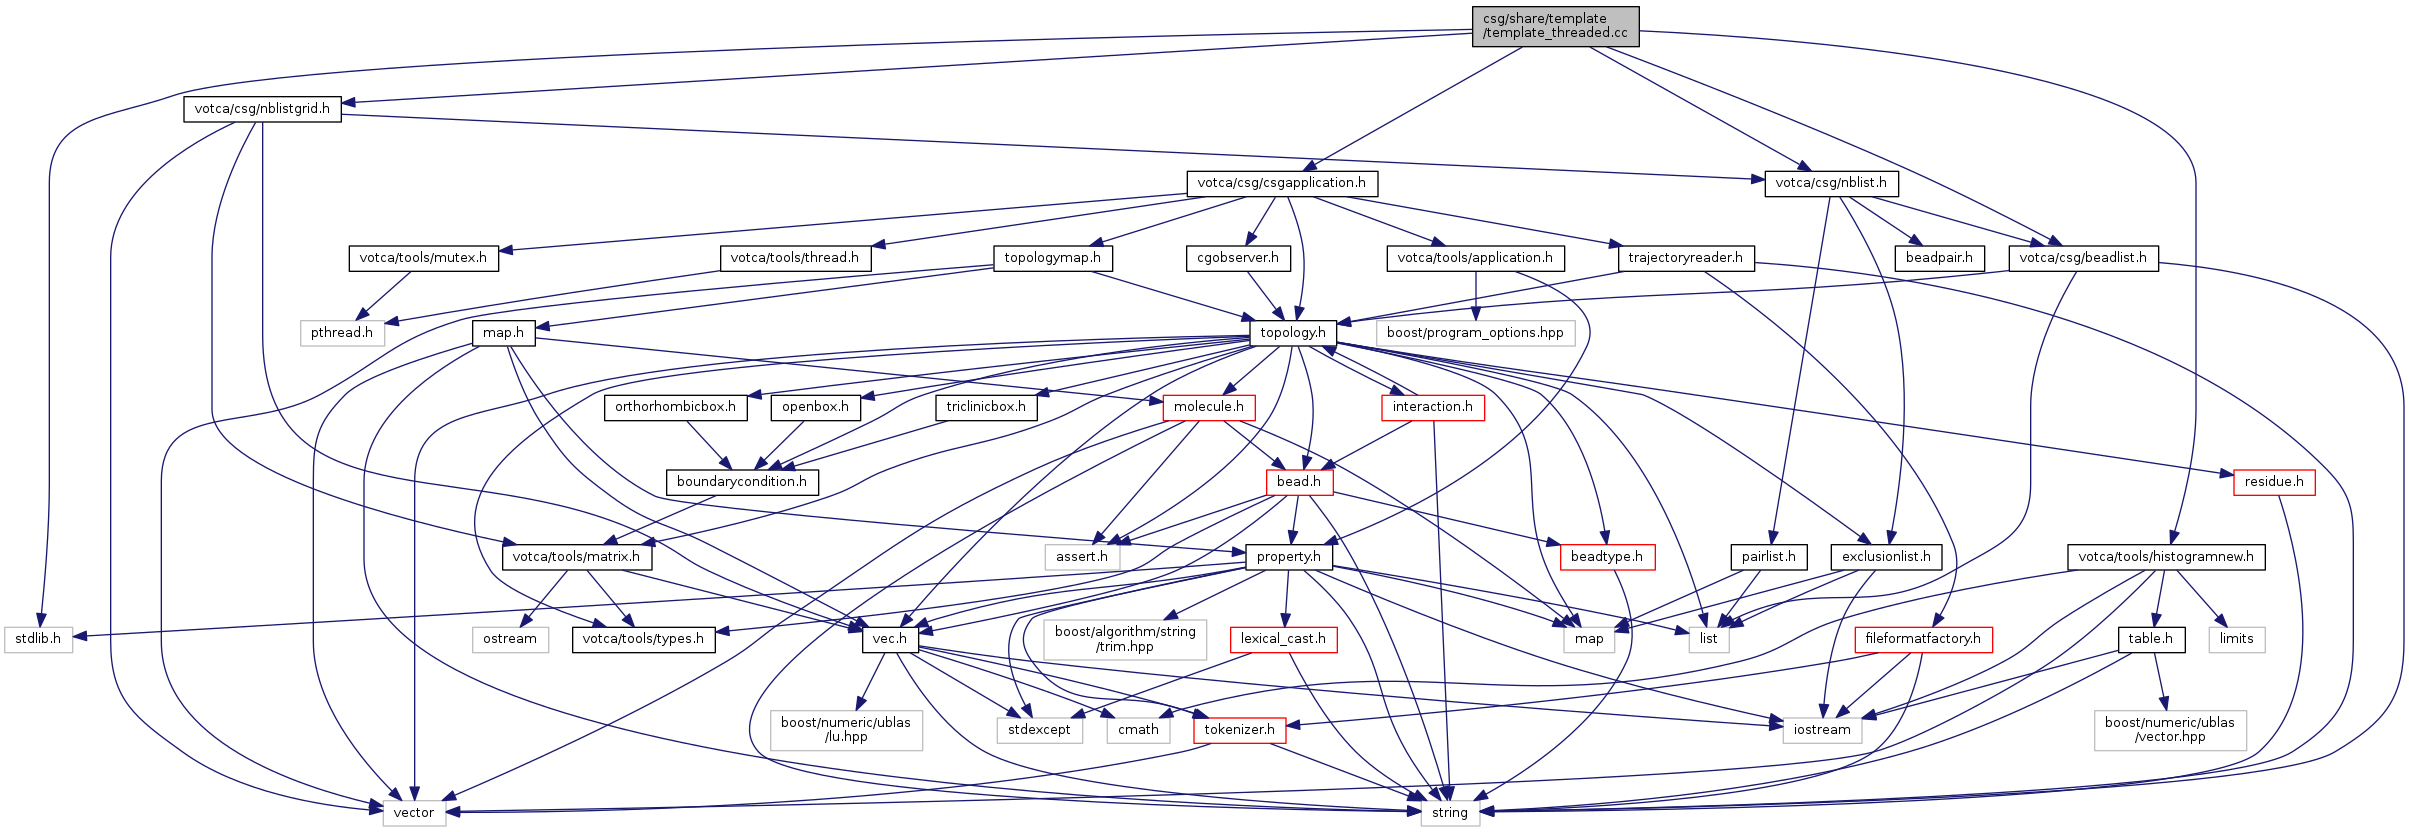 csg/share/template
/template_threaded.cc
votca/csg/nblistgrid.h
votca/csg/csgapplication.h
votca/csg/nblist.h
votca/tools/mutex.h
votca/tools/thread.h
topologymap.h
cgobserver.h
votca/tools/application.h
trajectoryreader.h
beadpair.h
votca/csg/beadlist.h
pthread.h
map.h
topology.h
boost/program_options.hpp
orthorhombicbox.h
openbox.h
triclinicbox.h
molecule.h
interaction.h
boundarycondition.h
bead.h
residue.h
votca/tools/matrix.h
assert.h
property.h
beadtype.h
pairlist.h
exclusionlist.h
votca/tools/histogramnew.h
stdlib.h
ostream
votca/tools/types.h
vec.h
boost/algorithm/string
/trim.hpp
lexical_cast.h
map
list
fileformatfactory.h
table.h
limits
boost/numeric/ublas
/lu.hpp
stdexcept
cmath
tokenizer.h
iostream
boost/numeric/ublas
/vector.hpp
vector
string